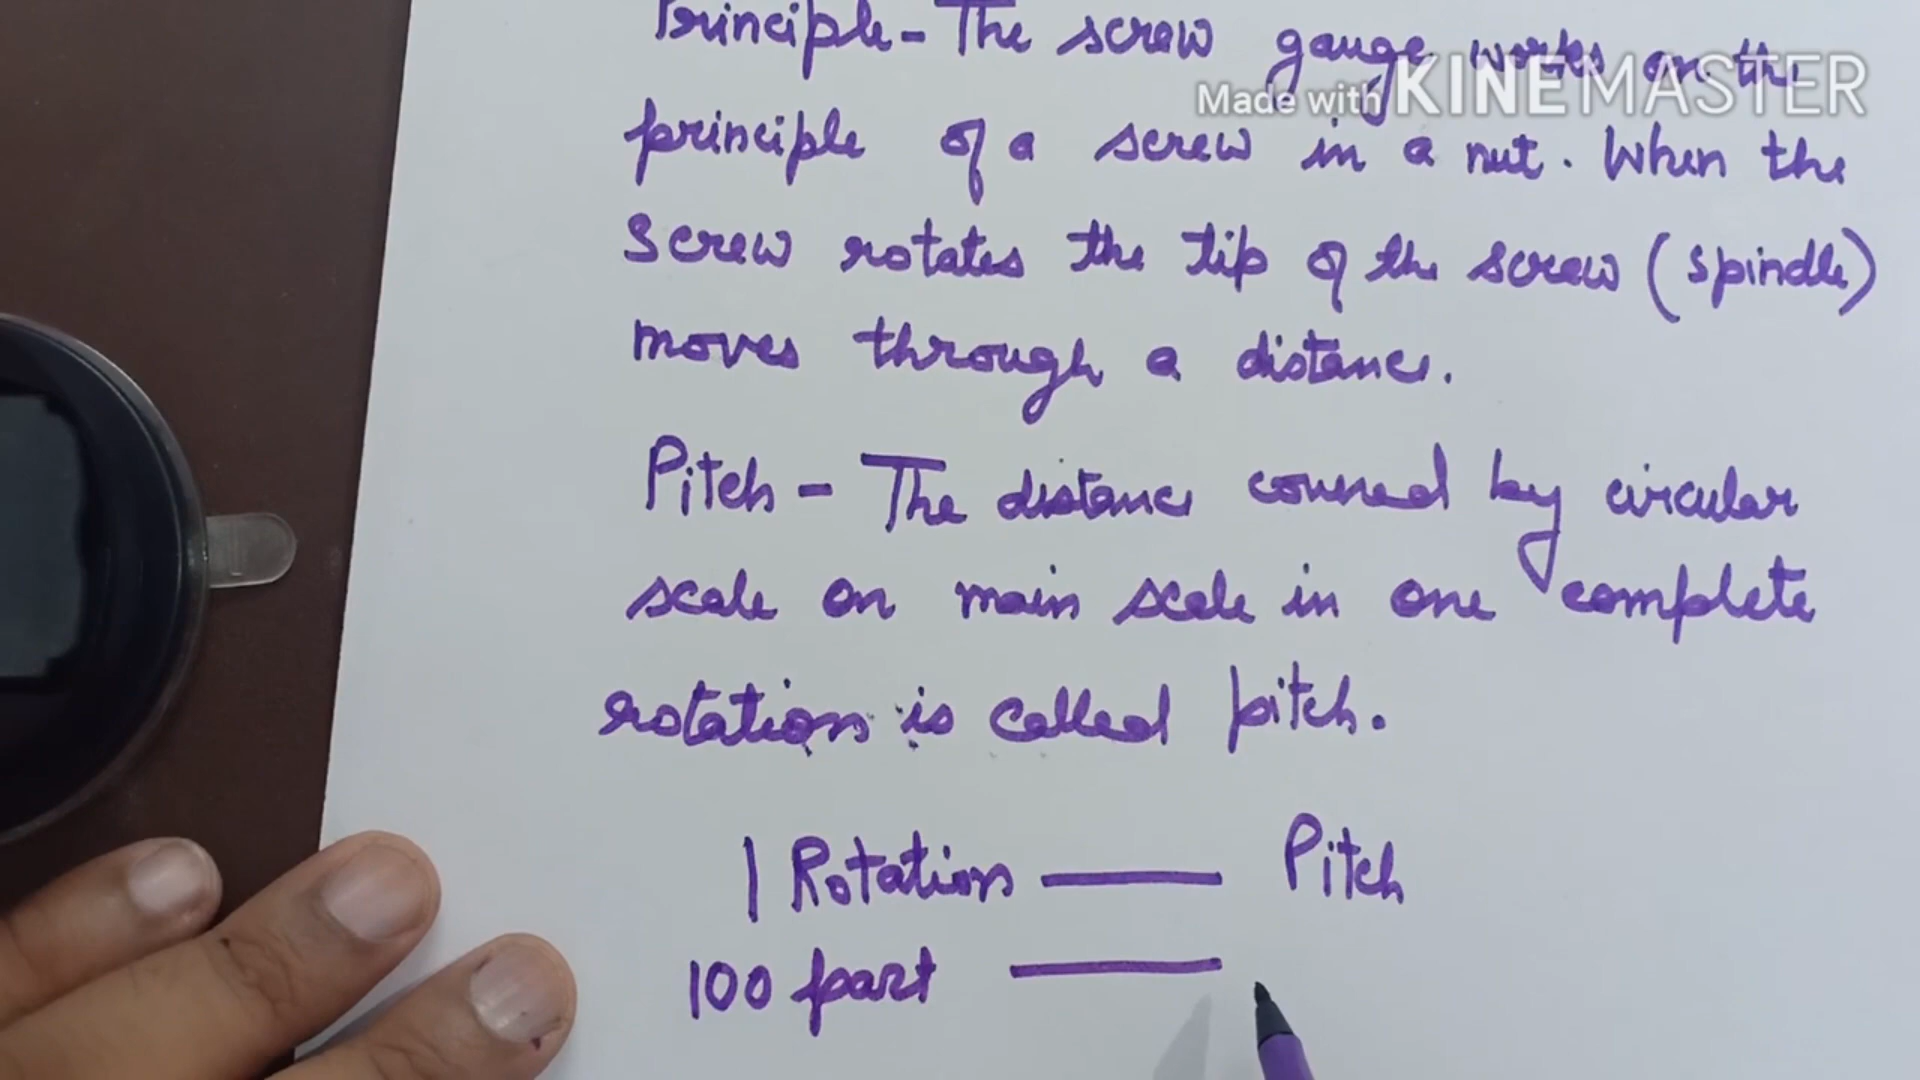 Principle - The screw gauge works on the
Made with KINEMASTER
principle of a screw in a nut. When the
Screw rotates the tip of the screw (spindle)
moves through a distance.
Pitch - The distance covered by circular
scale on main scale in one complete
rotation is called pitch.
1 Rotation — Pitch
100 part —